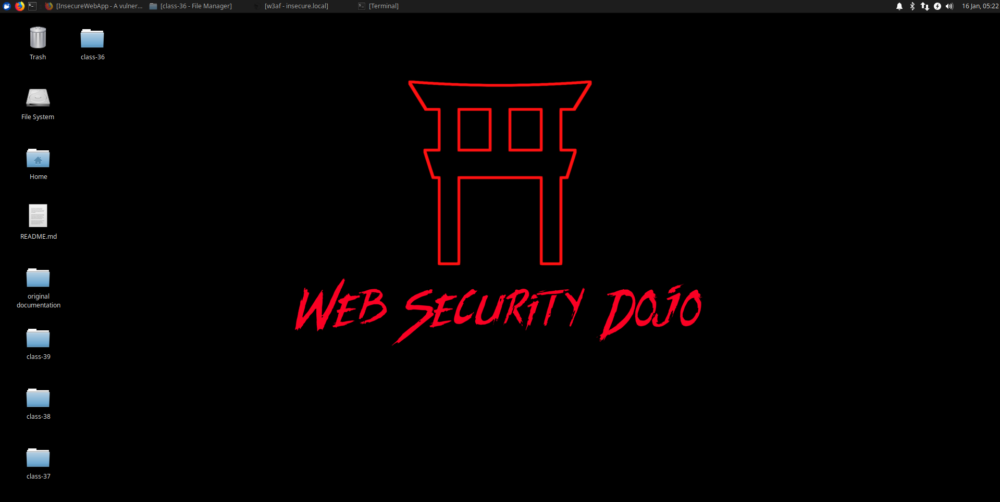 [InsecureWebApp - A vulner...
[class-36 - File Manager]
[w3af - insecure.local]
[Terminal]
16 Jan, 05:22
Trash
class-36
File System
Home
README.md
original
documentation
class-39
class-38
class-37
WEB SECURITY DOJO